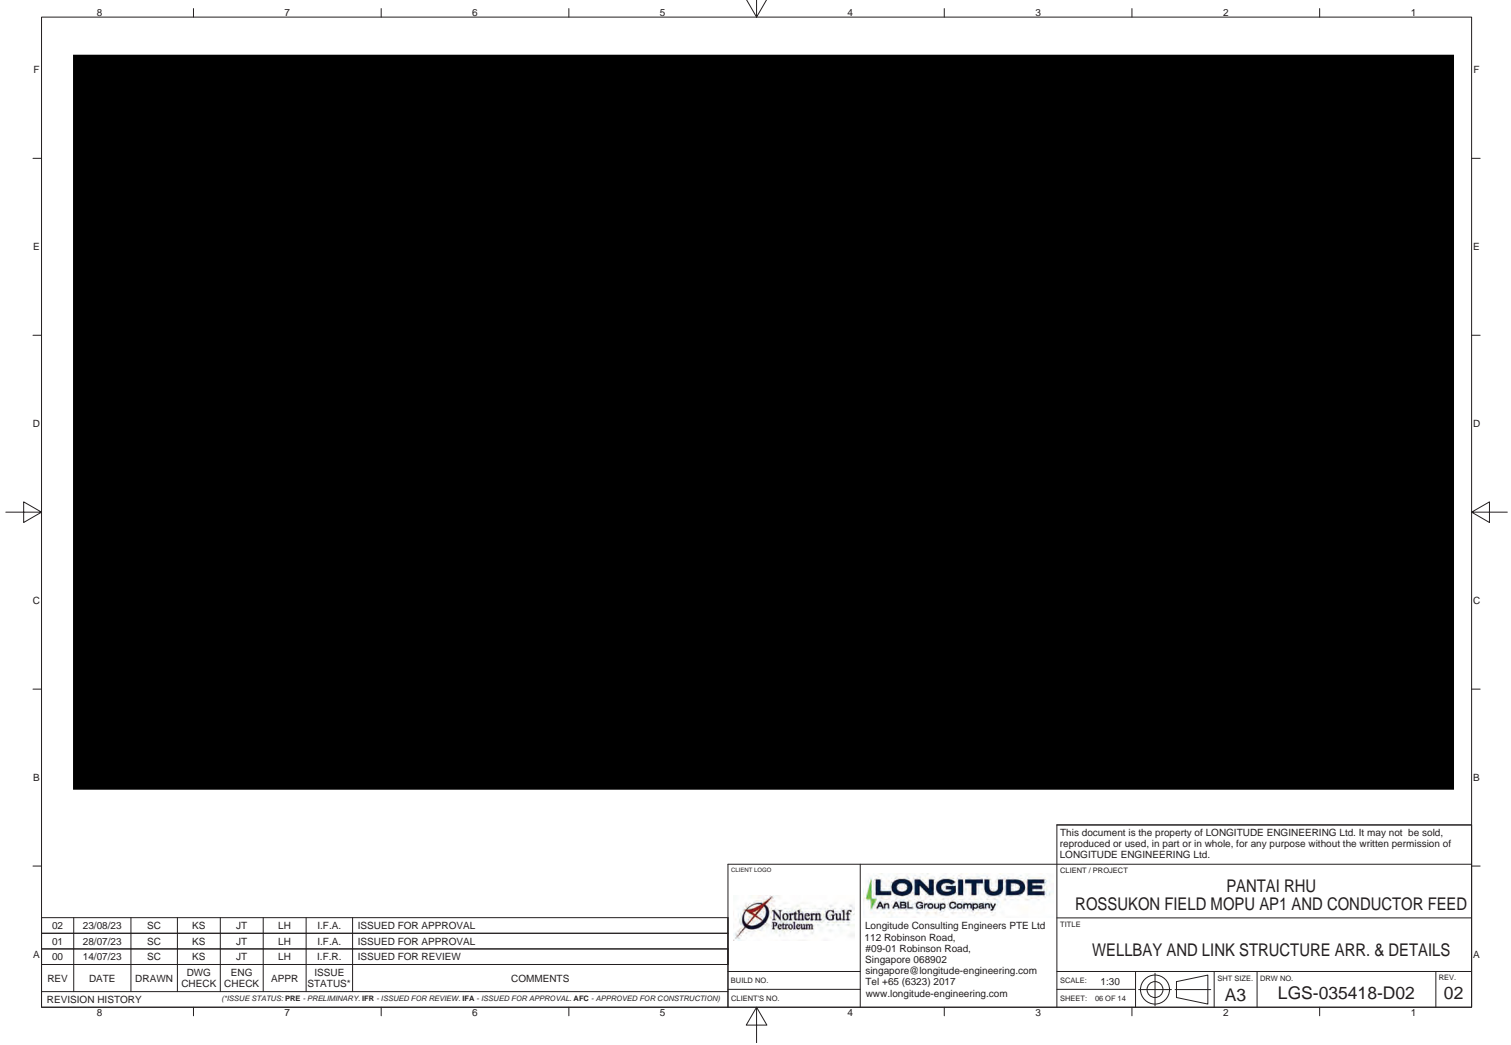 8 7 6 5 4 3 2 1
F F
E E
D D
C C
B B
A A
This document is the property of LONGITUDE ENGINEERING Ltd. It may not be sold,
reproduced or used, in part or in whole, for any purpose without the written permission of
LONGITUDE ENGINEERING Ltd.
CLIENT LOGO
Northern Gulf
Petroleum
BUILD NO.
CLIENT'S NO.
LONGITUDE
An ABL Group Company
Longitude Consulting Engineers PTE Ltd
112 Robinson Road,
#09-01 Robinson Road,
Singapore 068902
singapore@longitude-engineering.com
Tel +65 (6323) 2017
www.longitude-engineering.com
CLIENT / PROJECT
PANTAI RHU
ROSSUKON FIELD MOPU AP1 AND CONDUCTOR FEED
TITLE
WELLBAY AND LINK STRUCTURE ARR. & DETAILS
SCALE: 1:30
SHEET: 06 OF 14
SHT SIZE.
A3
DRW NO.
LGS-035418-D02
REV.
02
02 23/08/23 SC KS JT LH I.F.A. ISSUED FOR APPROVAL
01 28/07/23 SC KS JT LH I.F.A. ISSUED FOR APPROVAL
00 14/07/23 SC KS JT LH I.F.R. ISSUED FOR REVIEW
REV DATE DRAWN DWG CHECK ENG CHECK APPR ISSUE STATUS* COMMENTS
REVISION HISTORY (*ISSUE STATUS: PRE - PRELIMINARY. IFR - ISSUED FOR REVIEW. IFA - ISSUED FOR APPROVAL. AFC - APPROVED FOR CONSTRUCTION)
8 7 6 5 4 3 2 1